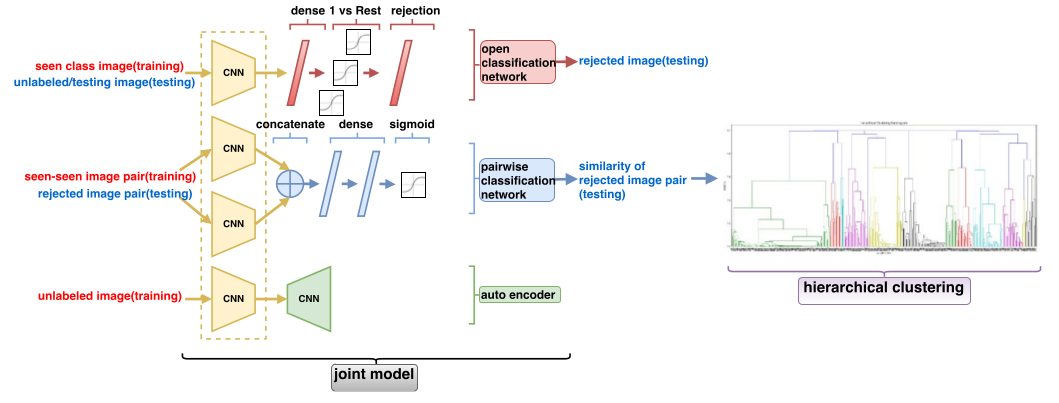 dense 1 vs Rest rejection
seen class image(training)
unlabeled/testing image(testing)
CNN
open
classification
network
rejected image(testing)
concatenate dense sigmoid
CNN
seen-seen image pair(training)
rejected image pair(testing)
CNN
pairwise
classification
network
similarity of
rejected image pair
(testing)
hierarchical clustering
unlabeled image(training)
CNN
CNN
auto encoder
joint model